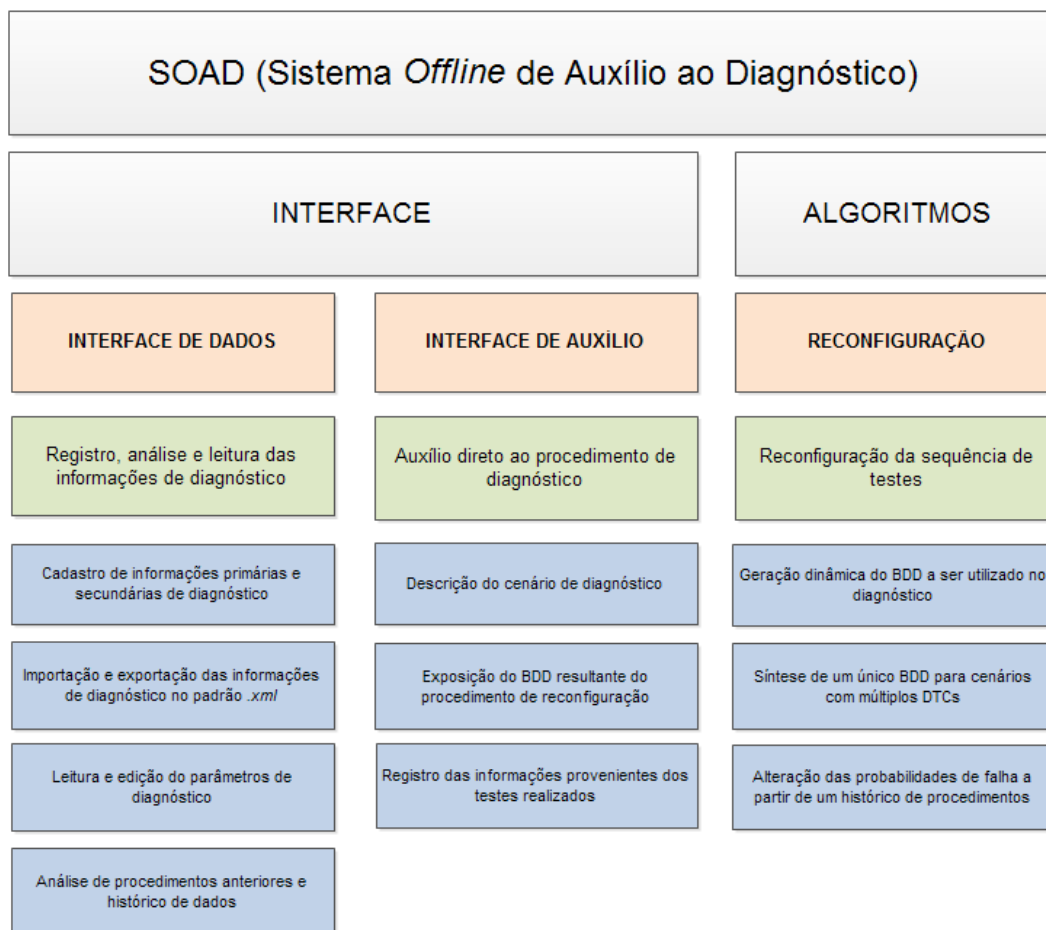 SOAD (Sistema Offline de Auxílio ao Diagnóstico)
INTERFACE
ALGORITMOS
INTERFACE DE DADOS
INTERFACE DE AUXÍLIO
RECONFIGURAÇÃO
Registro, análise e leitura das
informações de diagnóstico
Auxílio direto ao procedimento de
diagnóstico
Reconfiguração da sequência de
testes
Cadastro de informações primárias e
secundárias de diagnóstico
Descrição do cenário de diagnóstico
Geração dinâmica do BDD a ser utilizado no
diagnóstico
Importação e exportação das informações
de diagnóstico no padrão .xml
Exposição do BDD resultante do
procedimento de reconfiguração
Síntese de um único BDD para cenários
com múltiplos DTCs
Leitura e edição do parâmetros de
diagnóstico
Registro das informações provenientes dos
testes realizados
Alteração das probabilidades de falha a
partir de um histórico de procedimentos
Análise de procedimentos anteriores e
histórico de dados